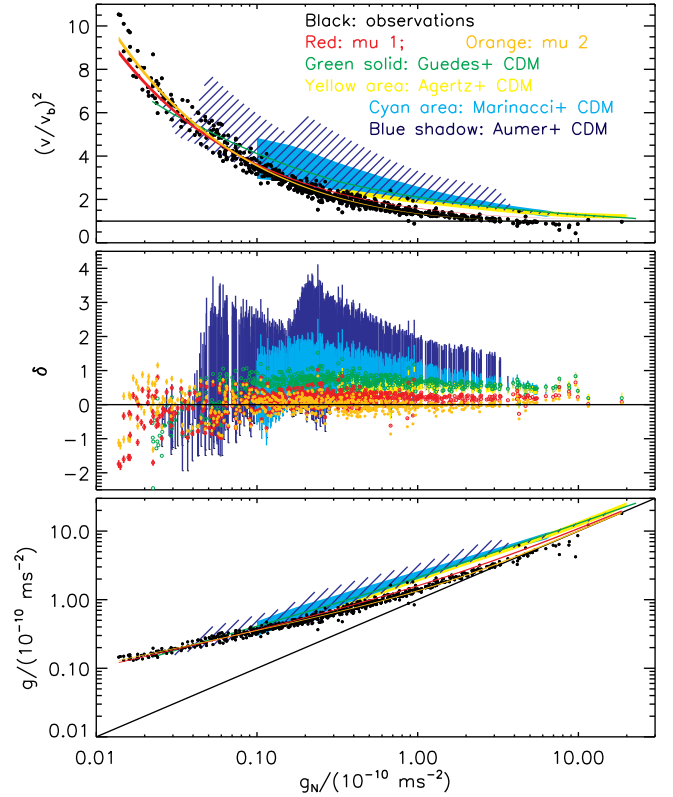 Black: observations
Red: mu 1; Orange: mu 2
Green solid: Guedes+ CDM
Yellow area: Agertz+ CDM
Cyan area: Marinacci+ CDM
Blue shadow: Aumer+ CDM
10
8
6
4
2
0
(v/v_b)^2
4
3
2
1
0
−1
−2
δ
10.0
1.00
0.10
0.01
g/(10^−10 ms^−2)
0.01 0.10 1.00 10.00
g_N/(10^−10 ms^−2)